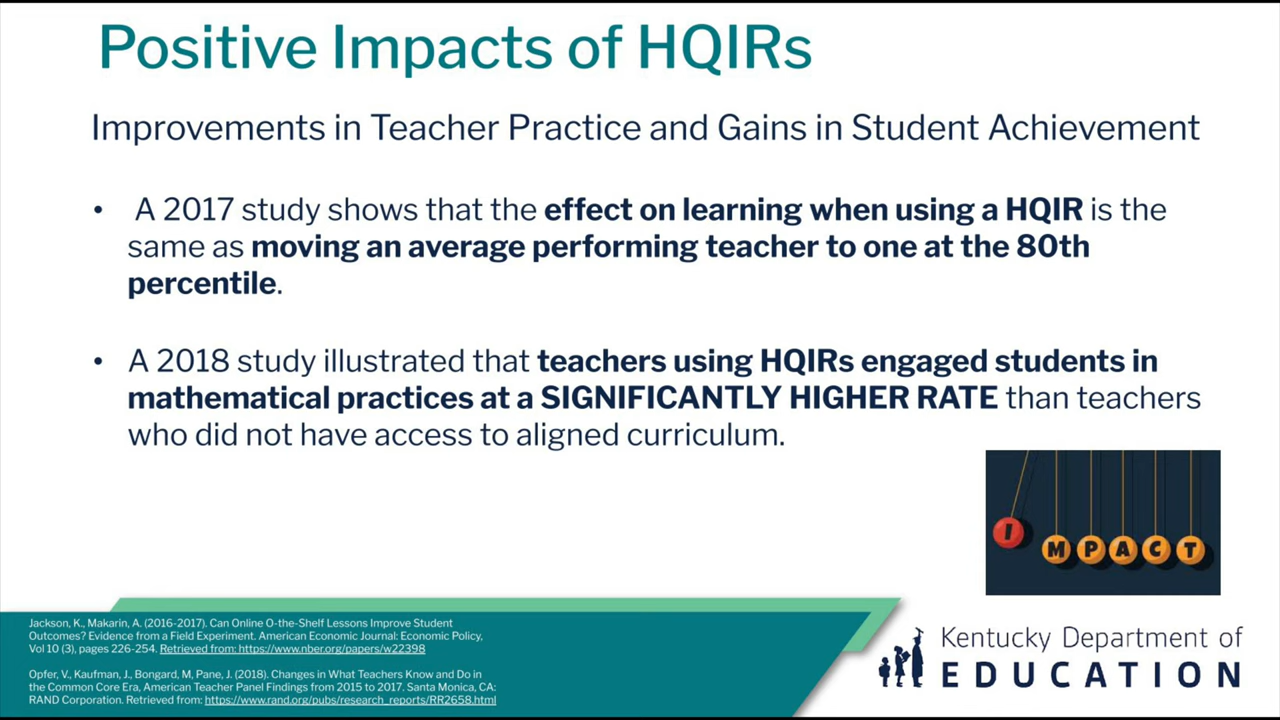 Positive Impacts of HQIRs
Improvements in Teacher Practice and Gains in Student Achievement
• A 2017 study shows that the effect on learning when using a HQIR is the
same as moving an average performing teacher to one at the 80th
percentile.
• A 2018 study illustrated that teachers using HQIRs engaged students in
mathematical practices at a SIGNIFICANTLY HIGHER RATE than teachers
who did not have access to aligned curriculum.
I M P A C T
Jackson, K., Makarin, A. (2016-2017). Can Online O-the-Shelf Lessons Improve Student
Outcomes? Evidence from a Field Experiment. American Economic Journal: Economic Policy,
Vol 10 (3), pages 226-254. Retrieved from: https://www.nber.org/papers/w22398
Opfer, V., Kaufman, J., Bongard, M, Pane, J. (2018). Changes in What Teachers Know and Do in
the Common Core Era, American Teacher Panel Findings from 2015 to 2017. Santa Monica, CA:
RAND Corporation. Retrieved from: https://www.rand.org/pubs/research_reports/RR2658.html
Kentucky Department of
EDUCATION